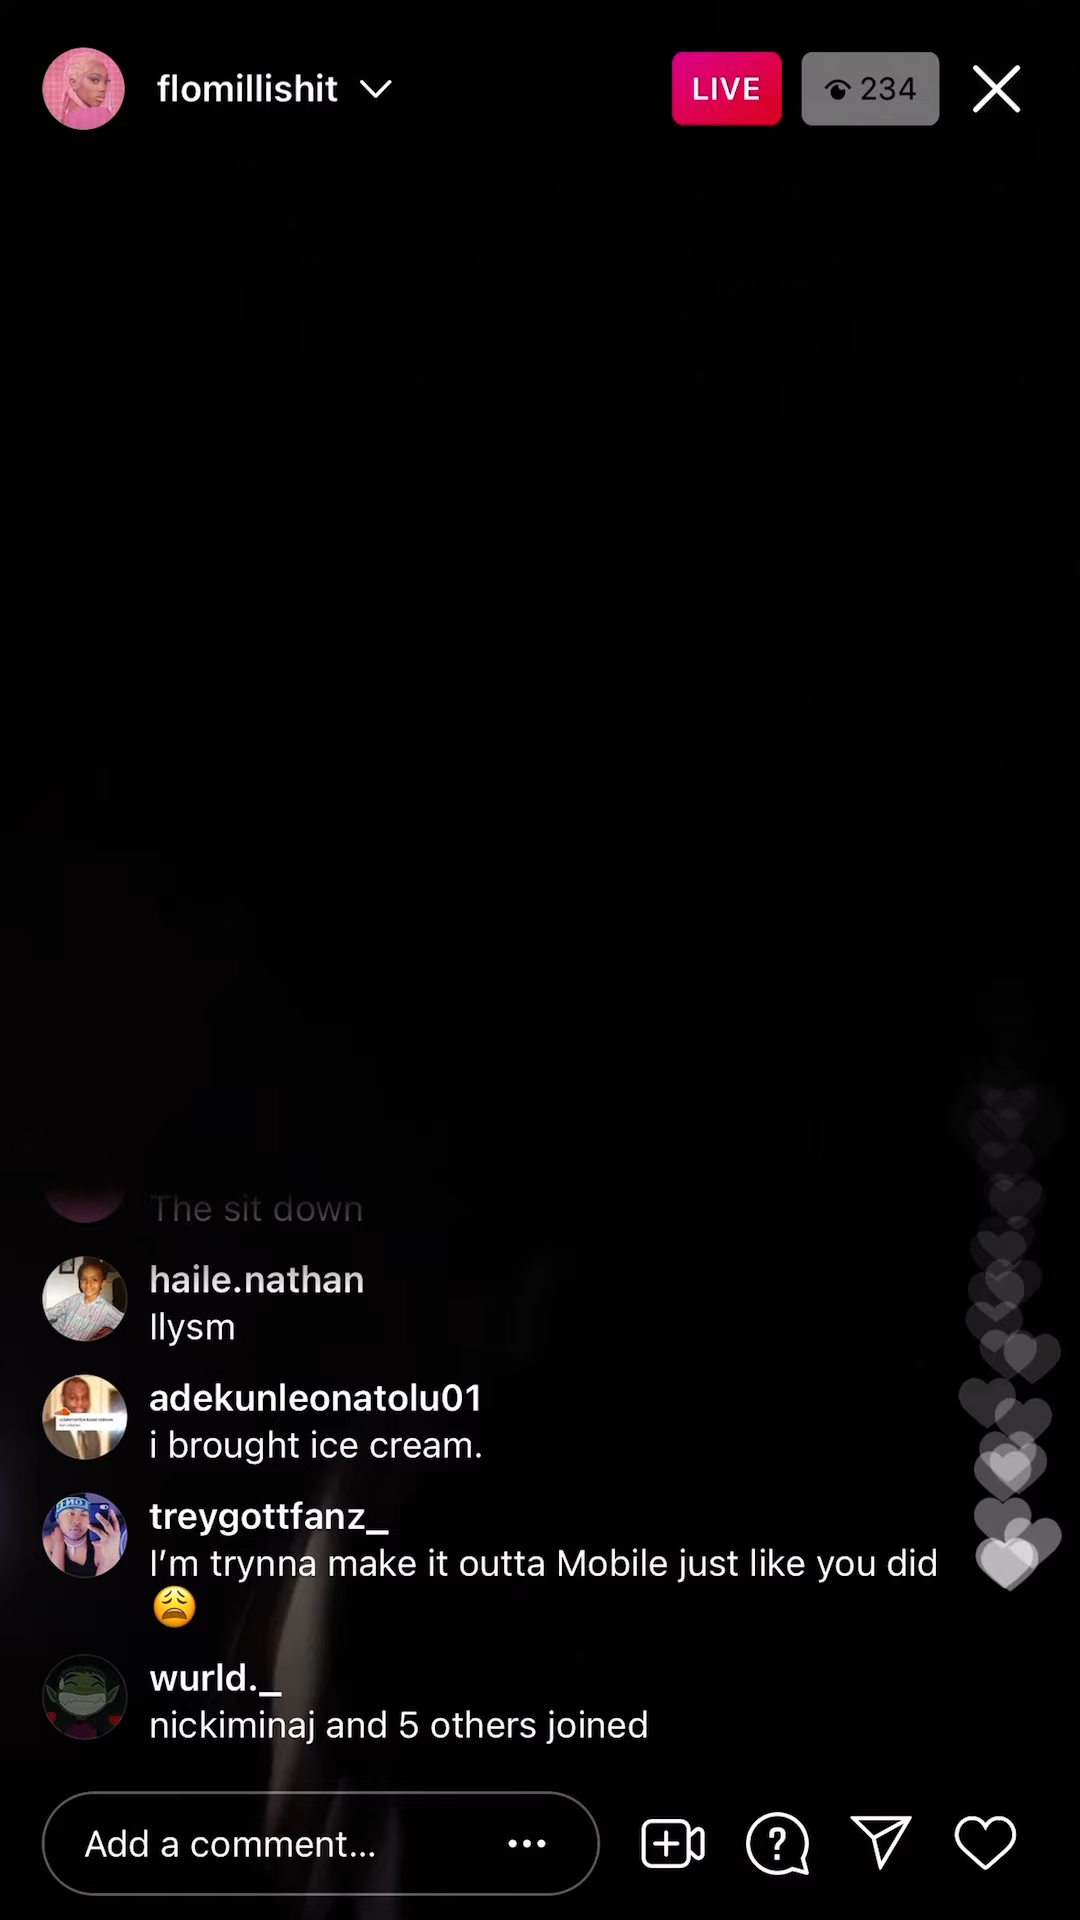 flomillishit
LIVE
234
The sit down
haile.nathan
Ilysm
adekunleonatolu01
i brought ice cream.
treygottfanz_
I’m trynna make it outta Mobile just like you did
😩
wurld._
nickiminaj and 5 others joined
Add a comment...